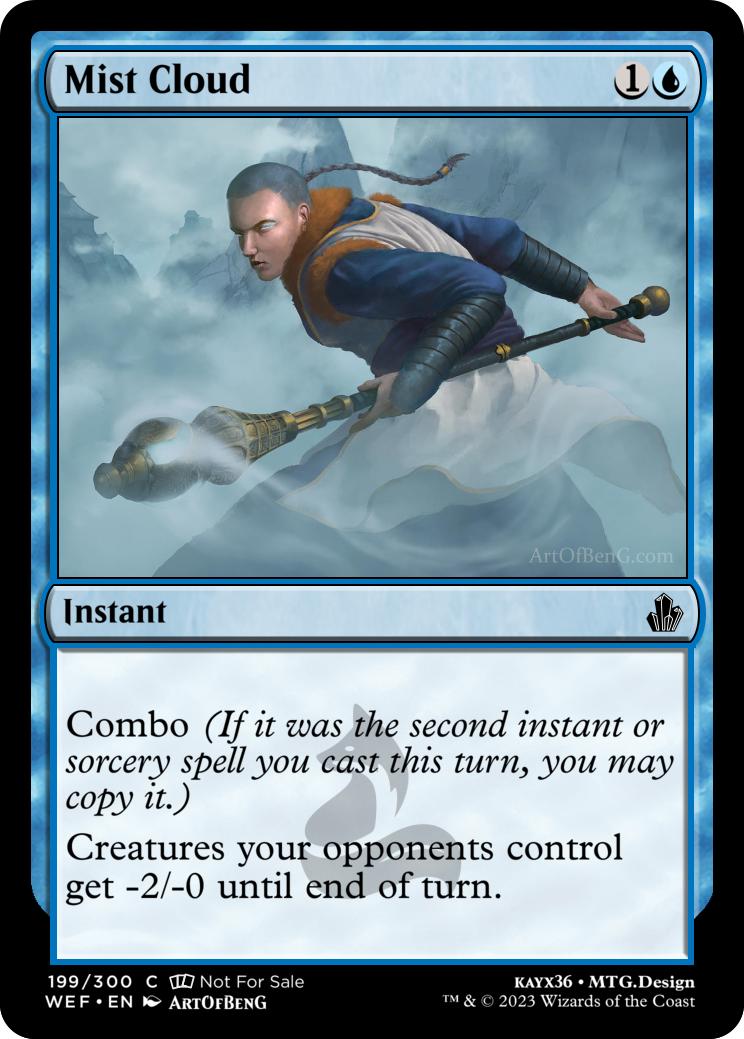 Mist Cloud 1
ArtOfBenG.com
Instant
Combo (If it was the second instant or
sorcery spell you cast this turn, you may
copy it.)
Creatures your opponents control
get -2/-0 until end of turn.
199/300 C Not For Sale
KAYX36 • MTG.Design
WEF • EN ArtOfBenG
™ & © 2023 Wizards of the Coast